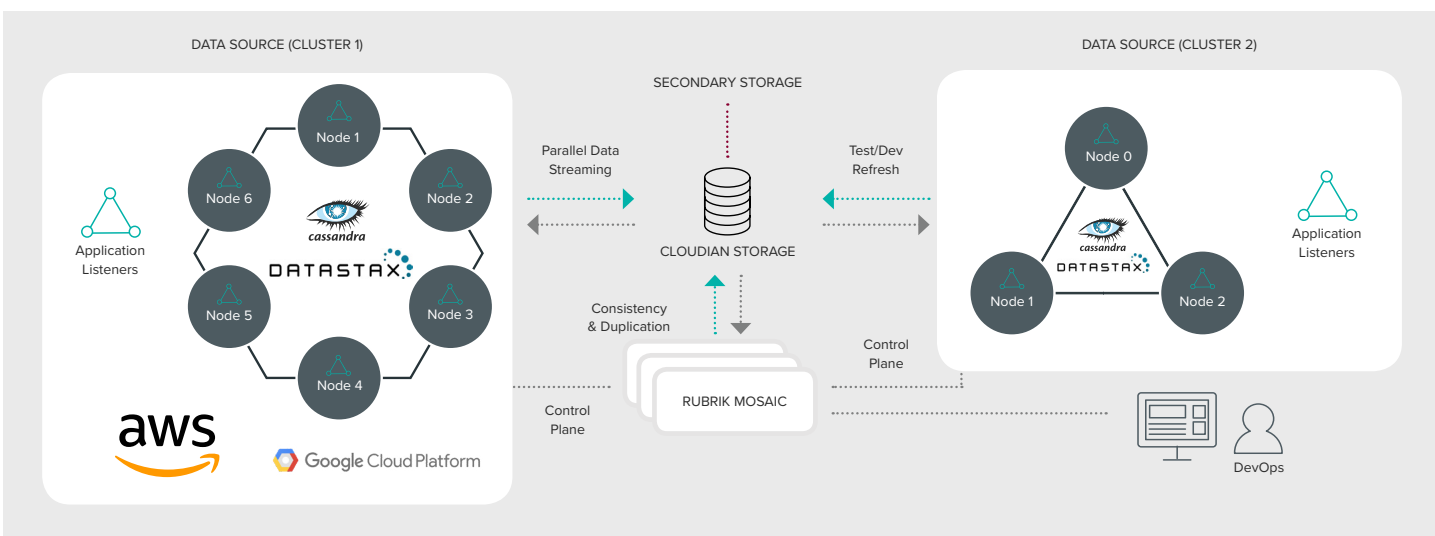 DATA SOURCE (CLUSTER 1)
Node 1
Node 2
Node 3
Node 4
Node 5
Node 6
cassandra
DATASTAX
Application
Listeners
aws
Google Cloud Platform
Parallel Data
Streaming
Control
Plane
SECONDARY STORAGE
CLOUDIAN STORAGE
Consistency
& Duplication
RUBRIK MOSAIC
Test/Dev
Refresh
Control
Plane
DATA SOURCE (CLUSTER 2)
Node 0
Node 1
Node 2
cassandra
DATASTAX
Application
Listeners
DevOps